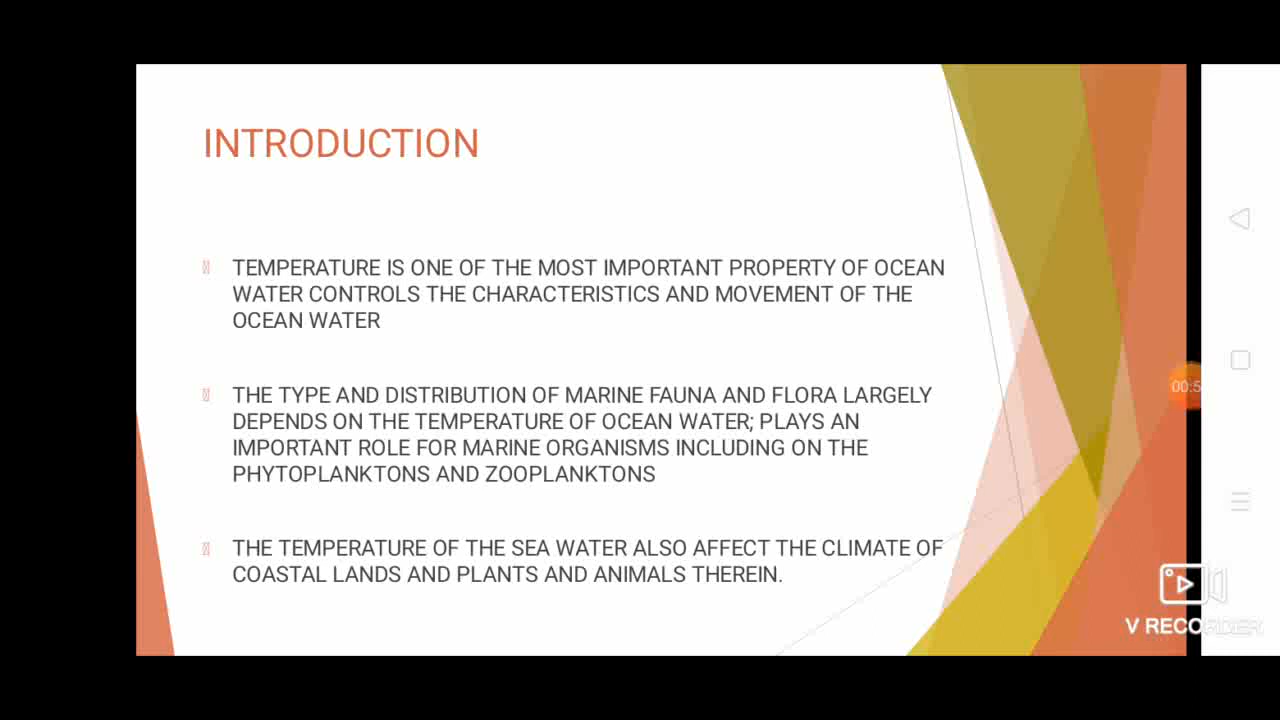 INTRODUCTION
TEMPERATURE IS ONE OF THE MOST IMPORTANT PROPERTY OF OCEAN
WATER CONTROLS THE CHARACTERISTICS AND MOVEMENT OF THE
OCEAN WATER
THE TYPE AND DISTRIBUTION OF MARINE FAUNA AND FLORA LARGELY
DEPENDS ON THE TEMPERATURE OF OCEAN WATER; PLAYS AN
IMPORTANT ROLE FOR MARINE ORGANISMS INCLUDING ON THE
PHYTOPLANKTONS AND ZOOPLANKTONS
THE TEMPERATURE OF THE SEA WATER ALSO AFFECT THE CLIMATE OF
COASTAL LANDS AND PLANTS AND ANIMALS THEREIN.
00:5
V RECORDER